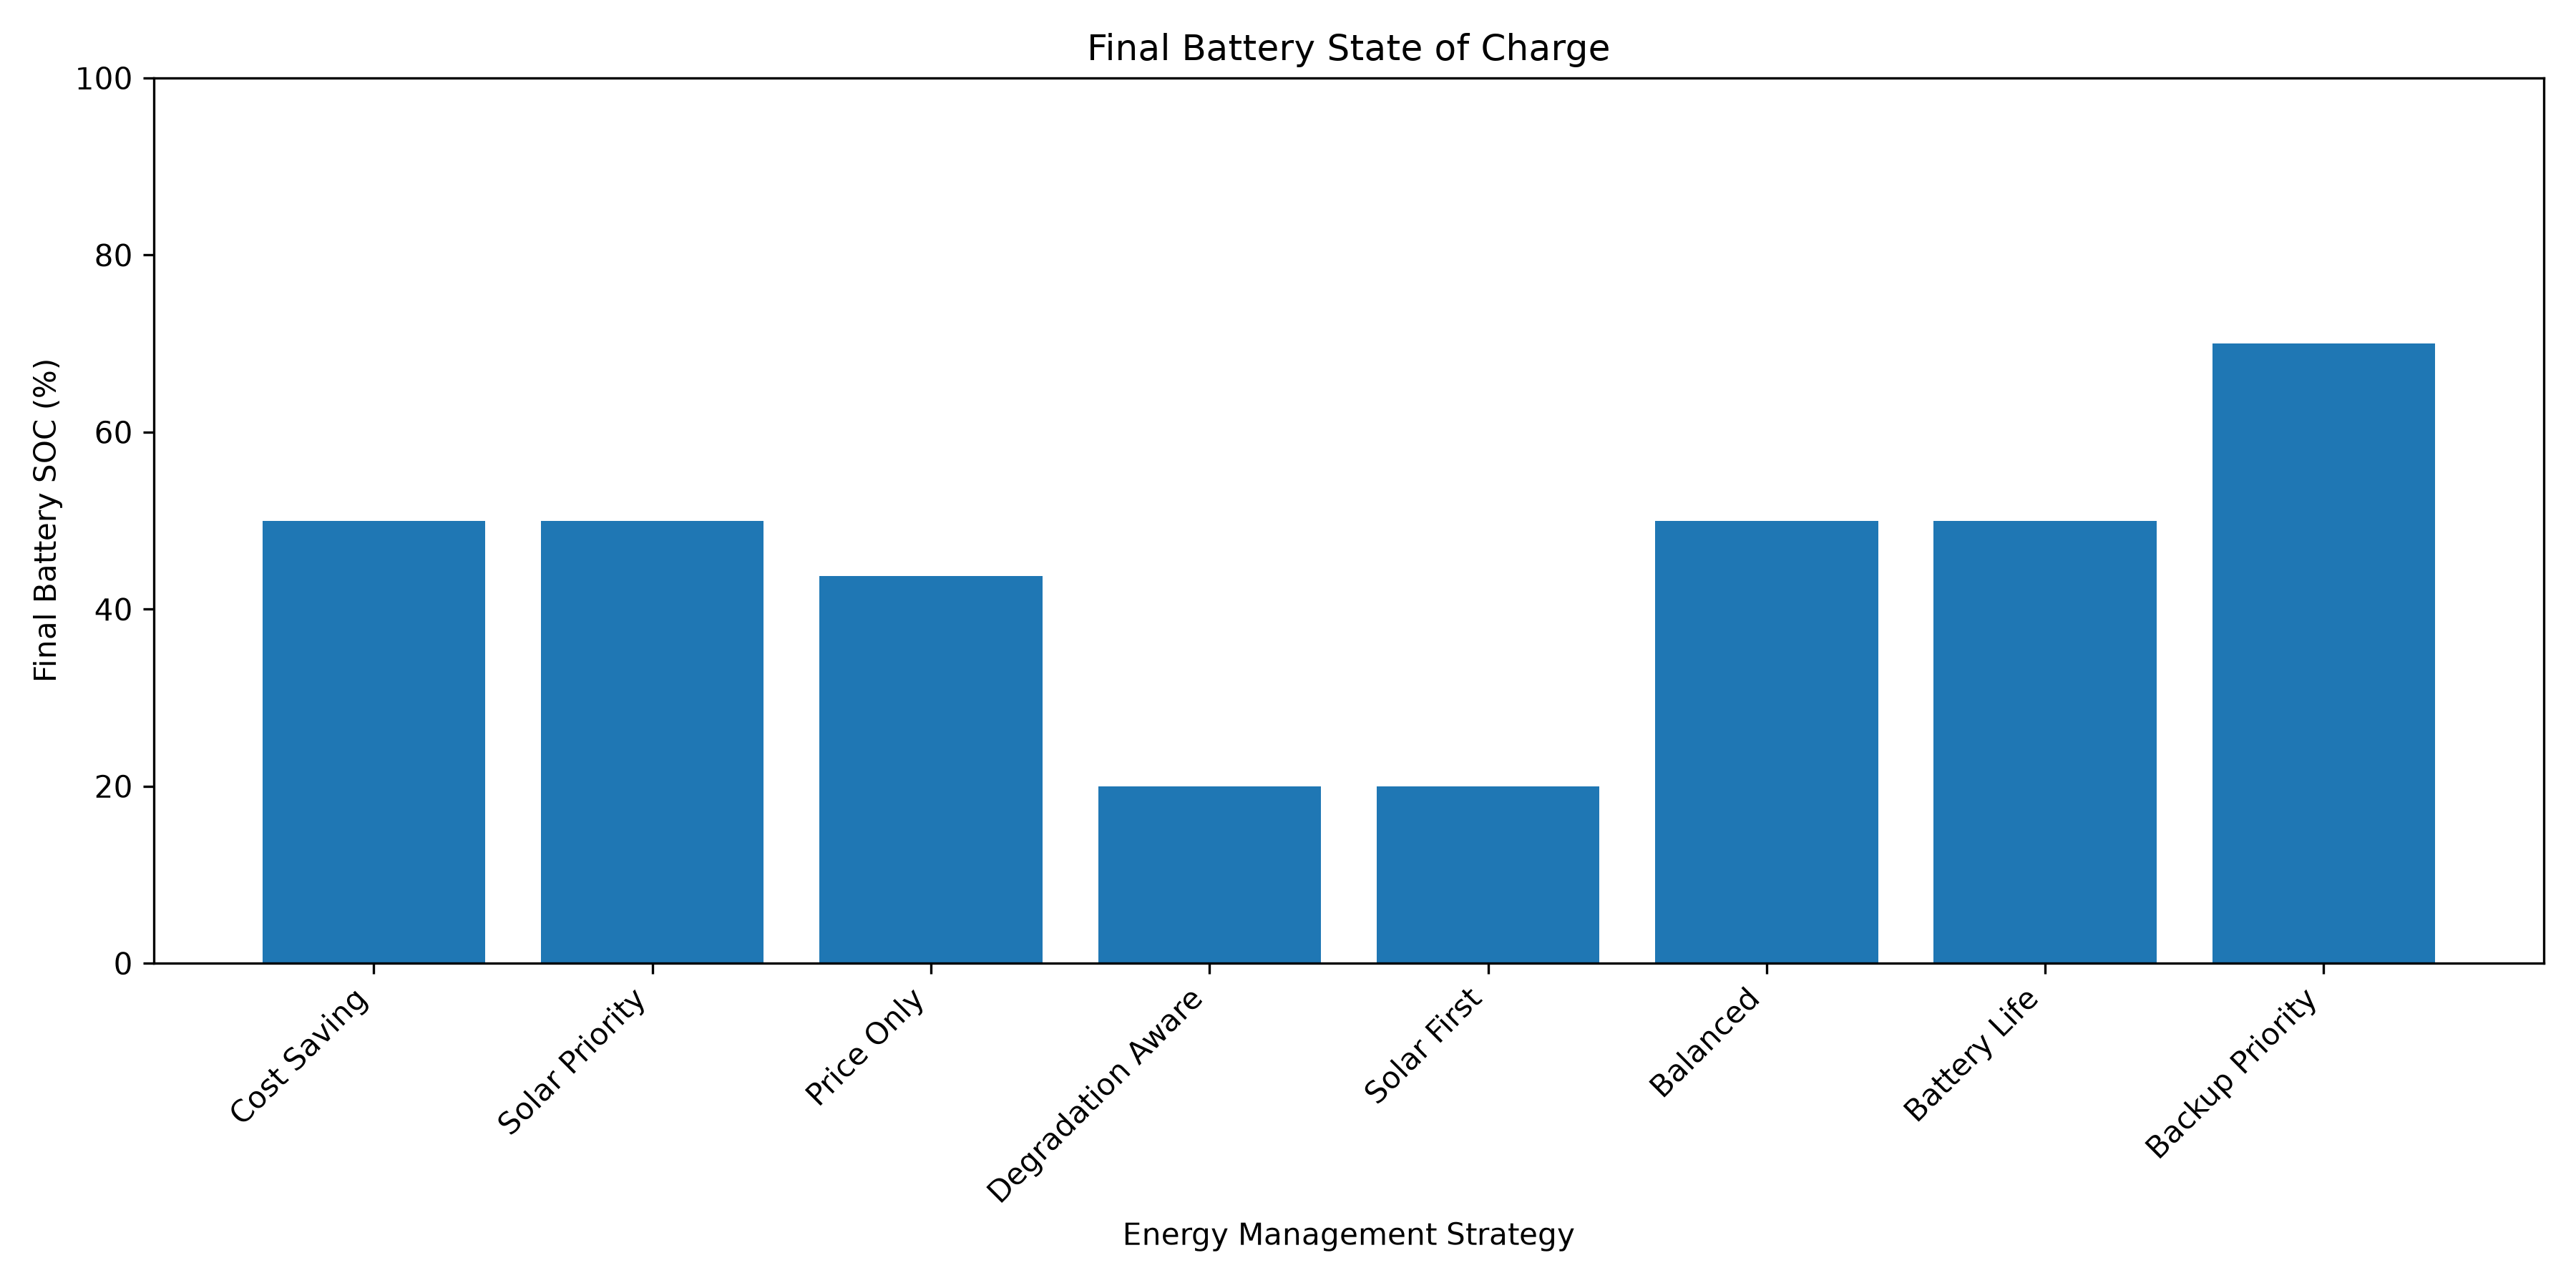 Final Battery State of Charge
Final Battery SOC (%)
100
80
60
40
20
0
Cost Saving
Solar Priority
Price Only
Degradation Aware
Solar First
Balanced
Battery Life
Backup Priority
Energy Management Strategy